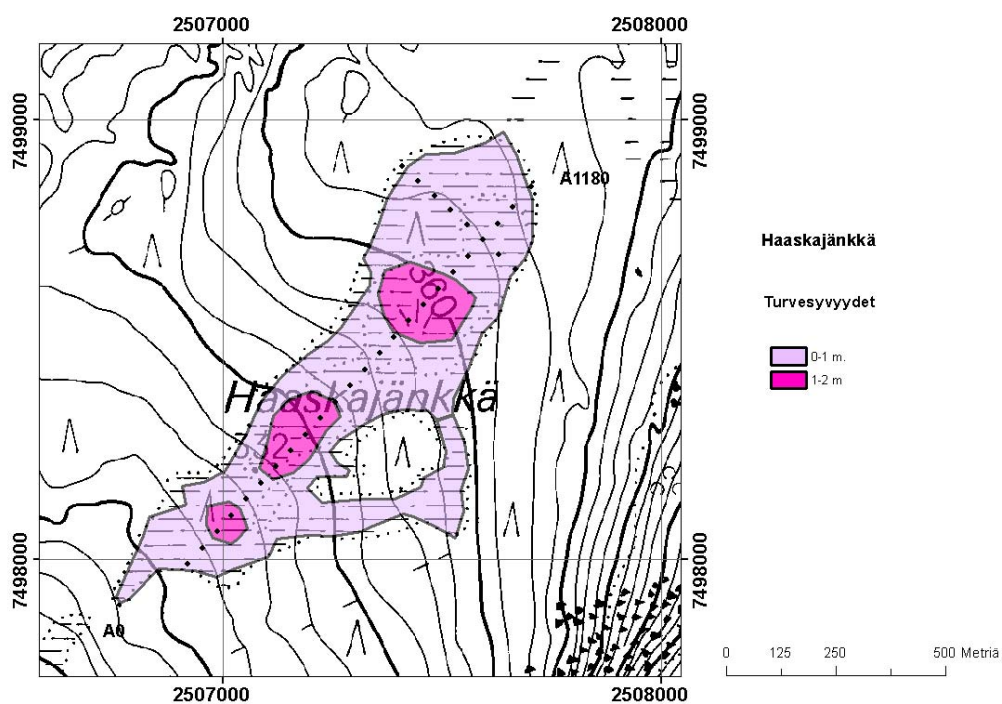 2507000 2508000
7499000 7499000
A1180
Haaskajänkkä
Turvesyvyydet
0-1 m.
1-2 m
360
Haaskajänkkä
332
7498000 7498000
A0
0 125 250 500 Metriä
2507000 2508000